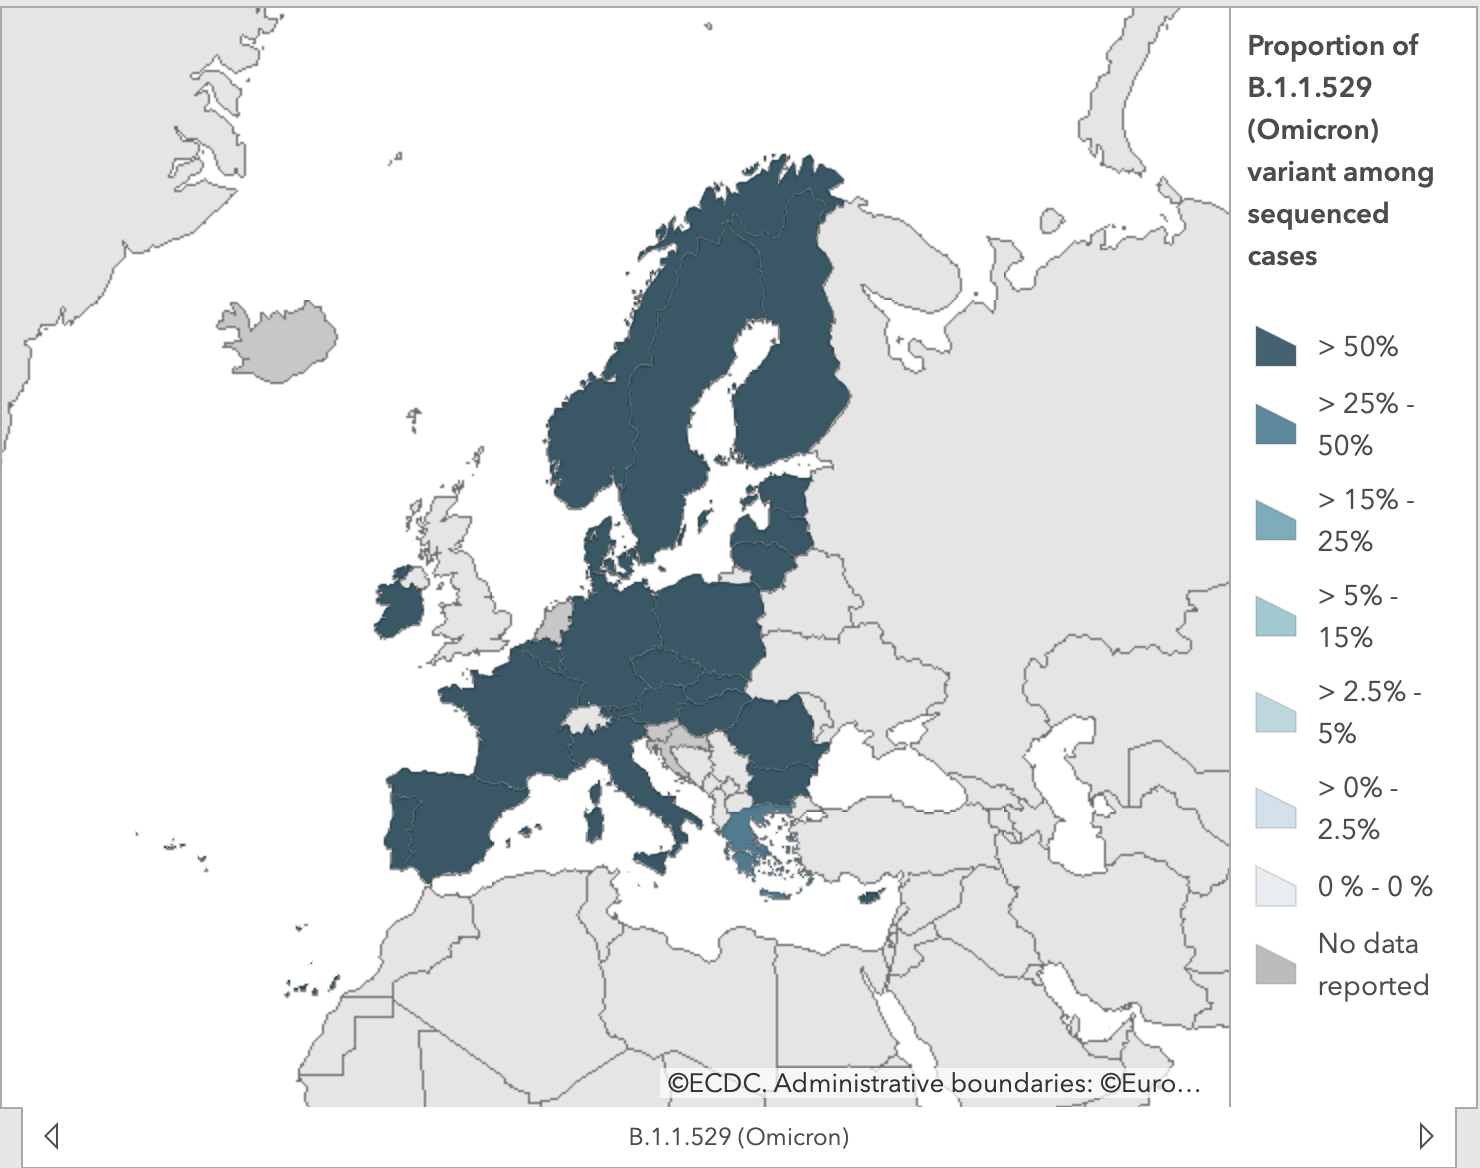 Proportion of
B.1.1.529
(Omicron)
variant among
sequenced
cases
> 50%
> 25% -
50%
> 15% -
25%
> 5% -
15%
> 2.5% -
5%
> 0% -
2.5%
0 % - 0 %
No data
reported
©ECDC. Administrative boundaries: ©Euro...
B.1.1.529 (Omicron)